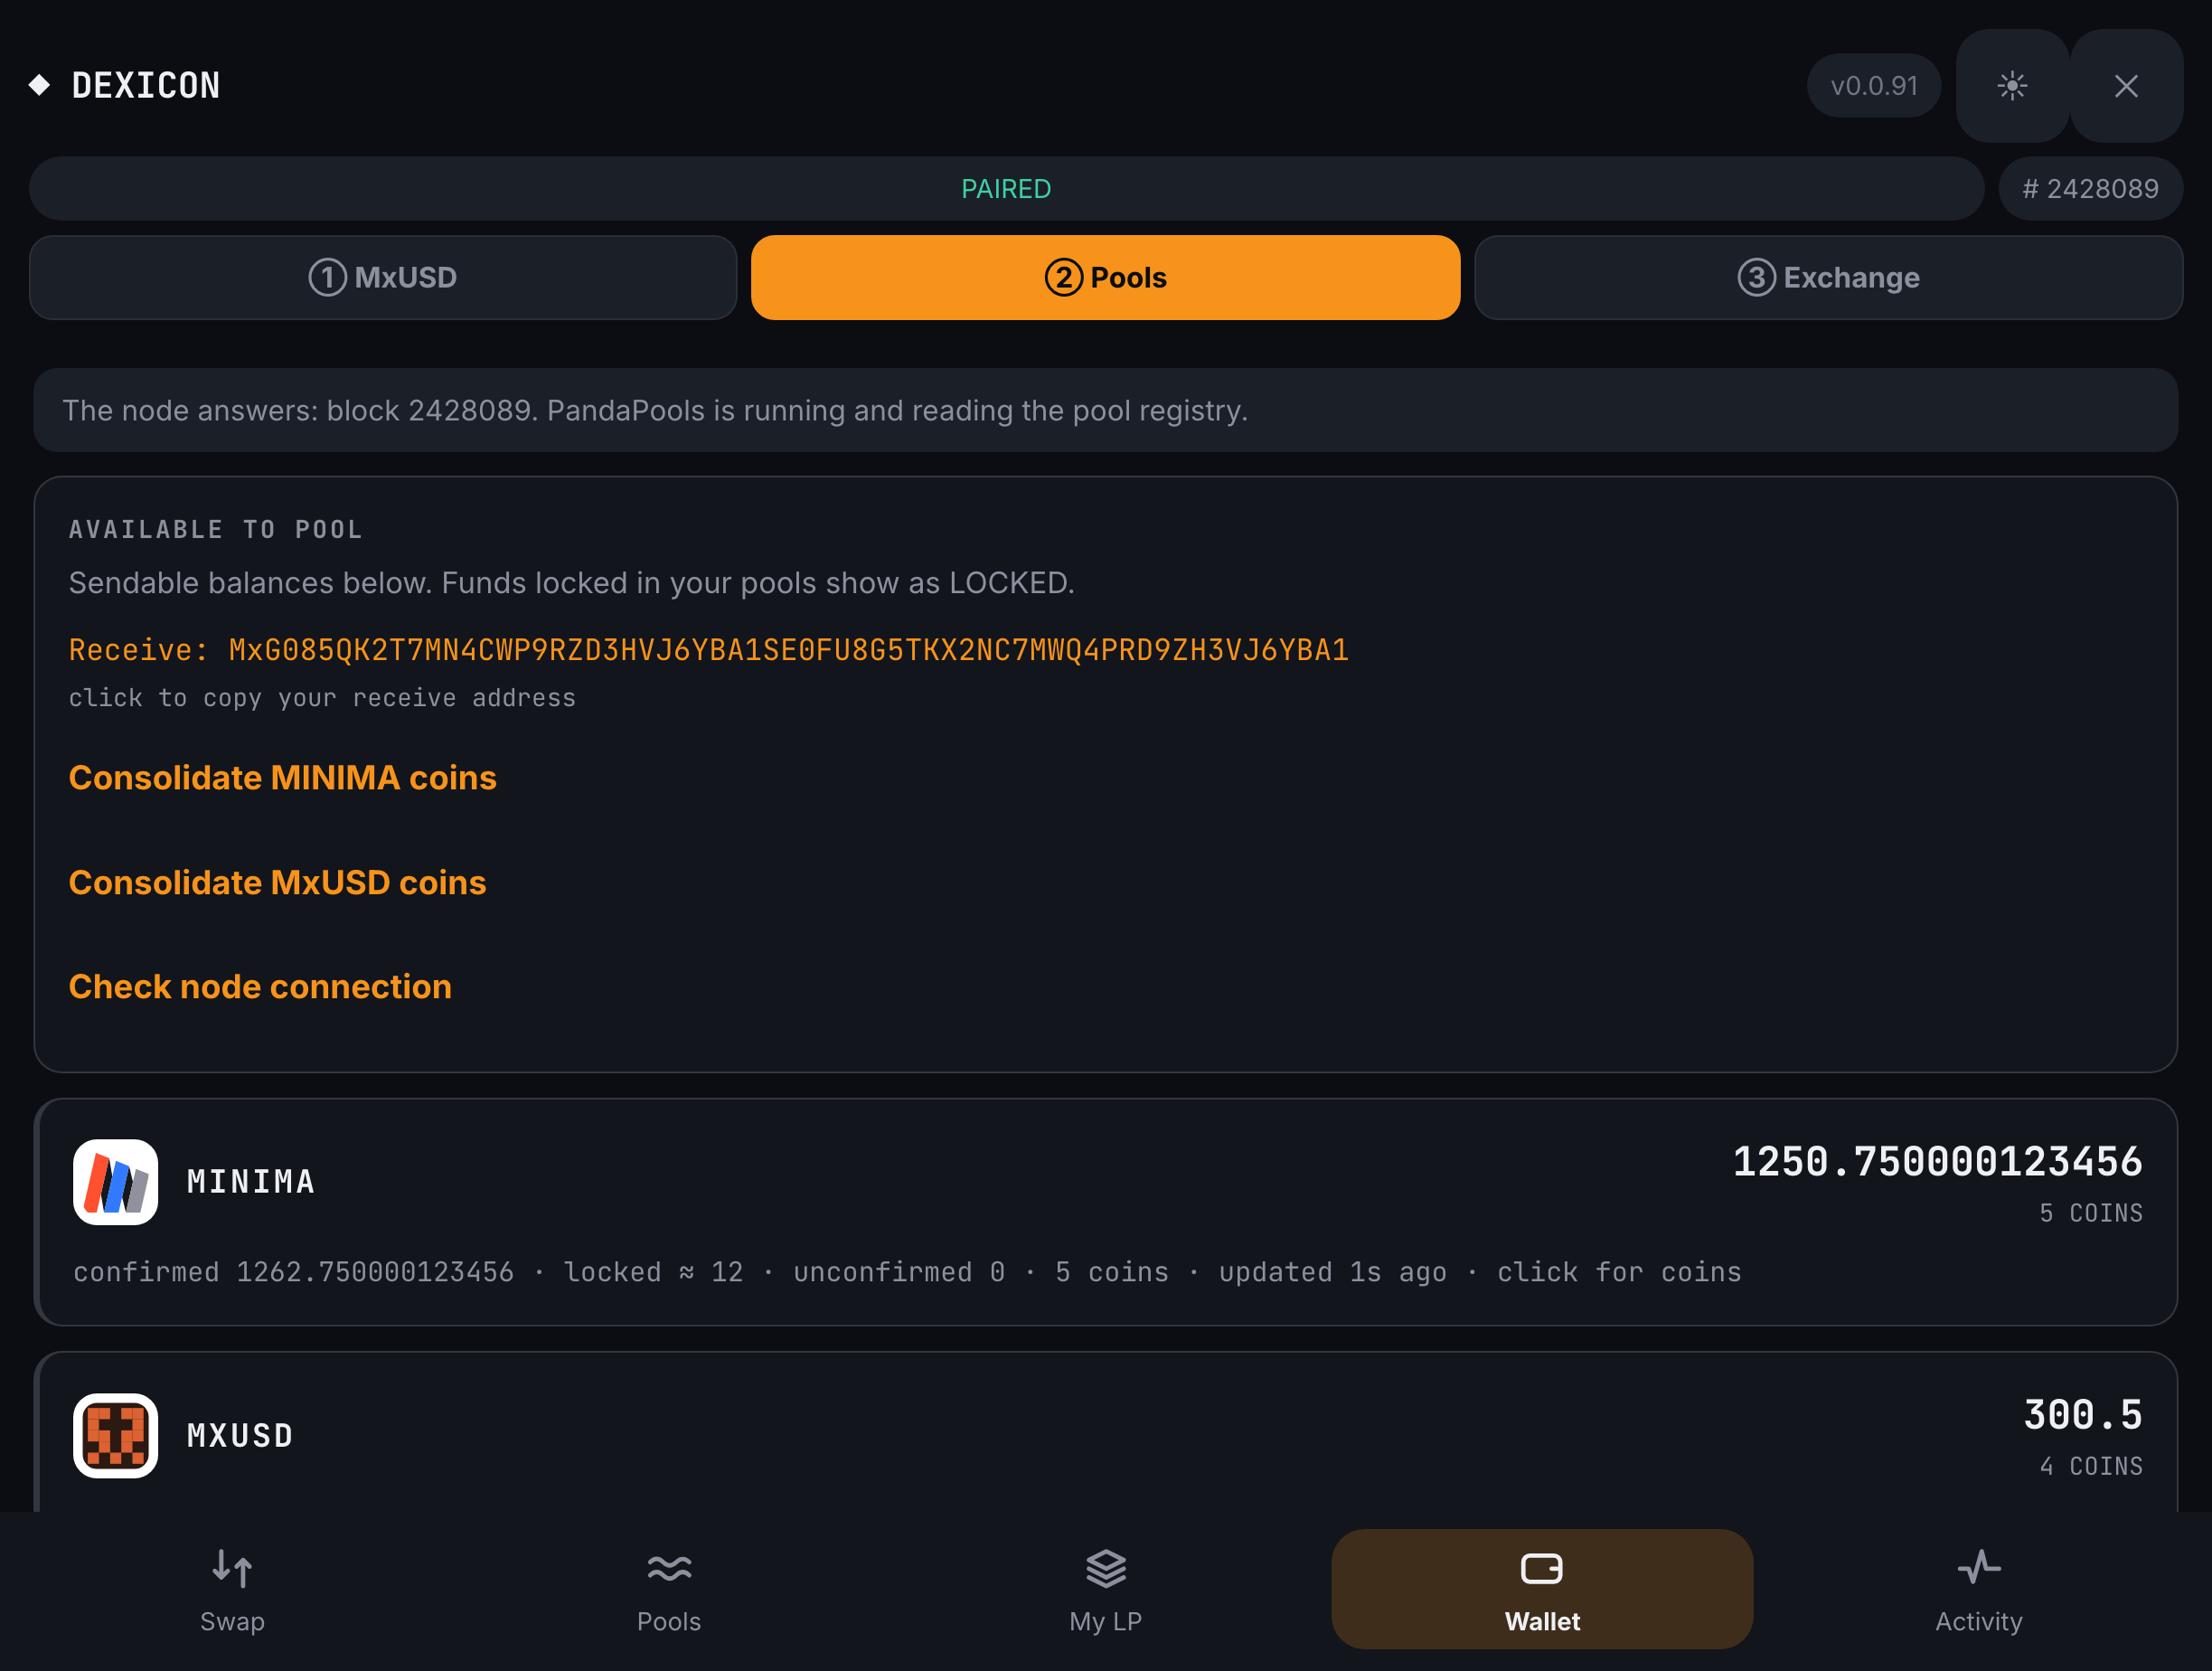 DEXICON
v0.0.91
PAIRED
# 2428089
① MxUSD
② Pools
③ Exchange
The node answers: block 2428089. PandaPools is running and reading the pool registry.
AVAILABLE TO POOL
Sendable balances below. Funds locked in your pools show as LOCKED.
Receive: MxG085QK2T7MN4CWP9RZD3HVJ6YBA1SE0FU8G5TKX2NC7MWQ4PRD9ZH3VJ6YBA1
click to copy your receive address
Consolidate MINIMA coins
Consolidate MxUSD coins
Check node connection
MINIMA
1250.750000123456
5 COINS
confirmed 1262.750000123456 · locked ≈ 12 · unconfirmed 0 · 5 coins · updated 1s ago · click for coins
MXUSD
300.5
4 COINS
Swap
Pools
My LP
Wallet
Activity